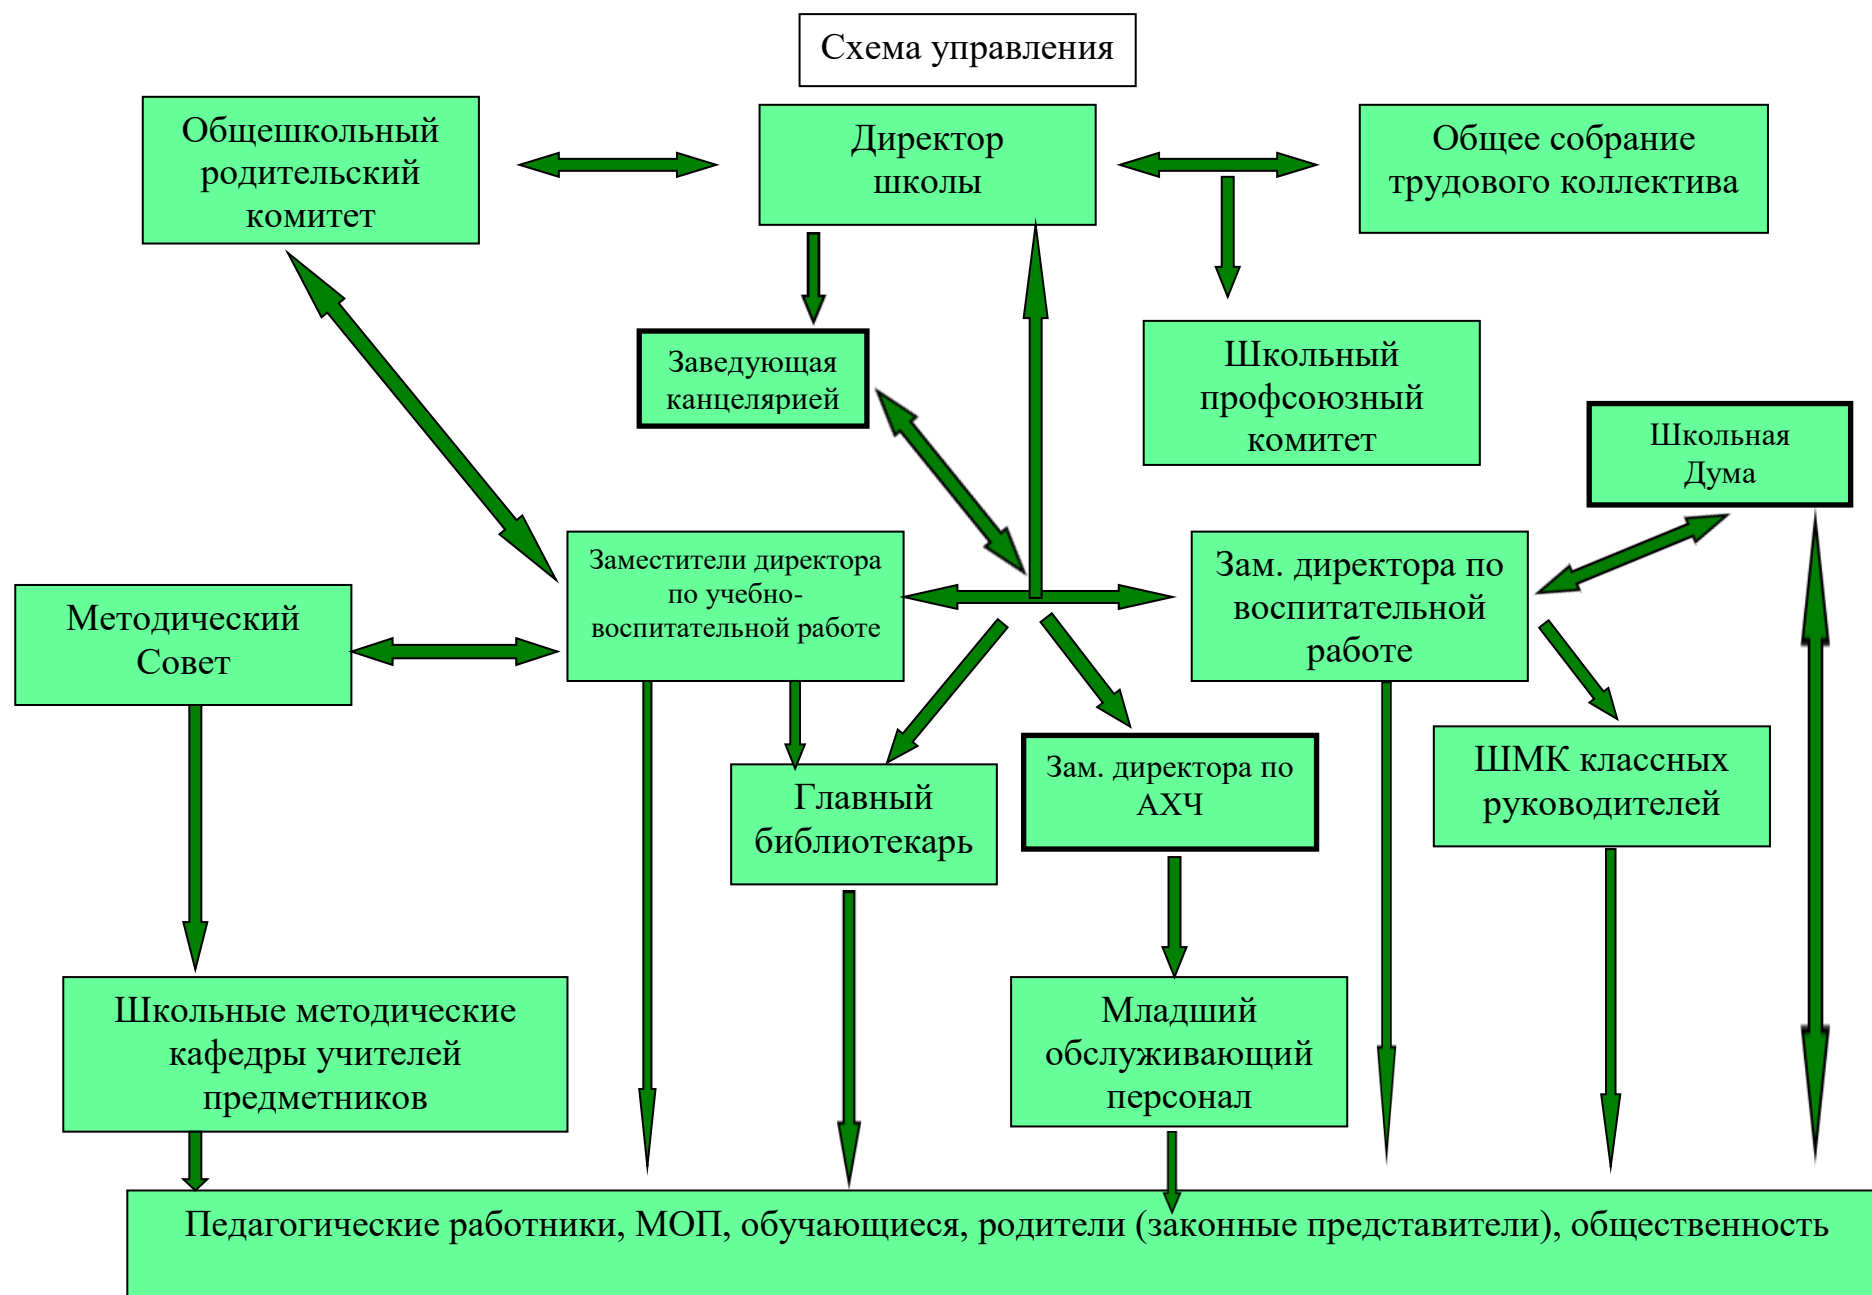 Схема управления
Общешкольный
родительский
комитет
Директор
школы
Общее собрание
трудового коллектива
Заведующая
канцелярией
Школьный
профсоюзный
комитет
Школьная
Дума
Методический
Совет
Заместители директора
по учебно-
воспитательной работе
Зам. директора по
воспитательной
работе
Главный
библиотекарь
Зам. директора по
АХЧ
ШМК классных
руководителей
Школьные методические
кафедры учителей
предметников
Младший
обслуживающий
персонал
Педагогические работники, МОП, обучающиеся, родители (законные представители), общественность